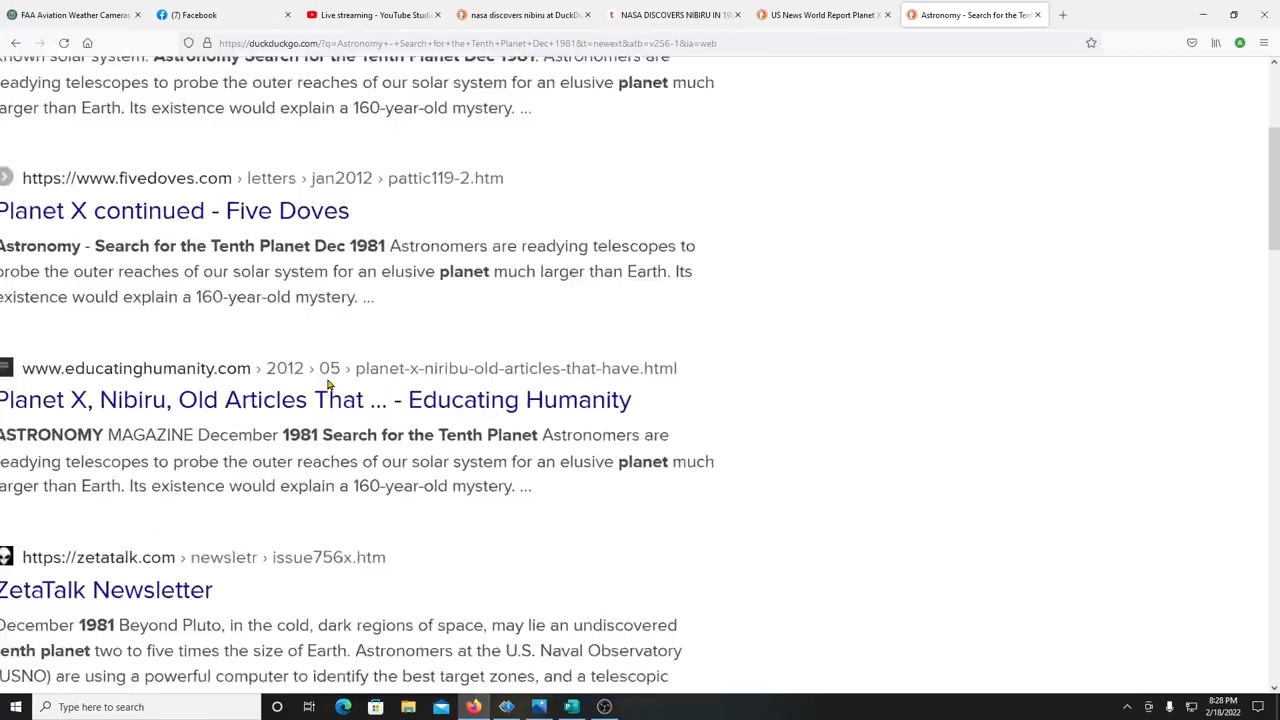 FAA Aviation Weather Cameras
(7) Facebook
Live streaming - YouTube Studio
nasa discovers nibiru at DuckDu
NASA DISCOVERS NIBIRU IN 19
US News World Report Planet X
Astronomy - Search for the Tent
https://duckduckgo.com/?q=Astronomy+-+Search+for+the+Tenth+Planet+Dec+1981&t=newext&atb=v256-1&ia=web
known solar system. Astronomy Search for the Tenth Planet Dec 1981. Astronomers are
eadying telescopes to probe the outer reaches of our solar system for an elusive planet much
arger than Earth. Its existence would explain a 160-year-old mystery. ...
https://www.fivedoves.com › letters › jan2012 › pattic119-2.htm
Planet X continued - Five Doves
Astronomy - Search for the Tenth Planet Dec 1981 Astronomers are readying telescopes to
probe the outer reaches of our solar system for an elusive planet much larger than Earth. Its
existence would explain a 160-year-old mystery. ...
www.educatinghumanity.com › 2012 › 05 › planet-x-niribu-old-articles-that-have.html
Planet X, Nibiru, Old Articles That ... - Educating Humanity
ASTRONOMY MAGAZINE December 1981 Search for the Tenth Planet Astronomers are
eadying telescopes to probe the outer reaches of our solar system for an elusive planet much
arger than Earth. Its existence would explain a 160-year-old mystery. ...
https://zetatalk.com › newsletr › issue756x.htm
ZetaTalk Newsletter
December 1981 Beyond Pluto, in the cold, dark regions of space, may lie an undiscovered
enth planet two to five times the size of Earth. Astronomers at the U.S. Naval Observatory
(USNO) are using a powerful computer to identify the best target zones, and a telescopic
Type here to search
8:28 PM
2/18/2022